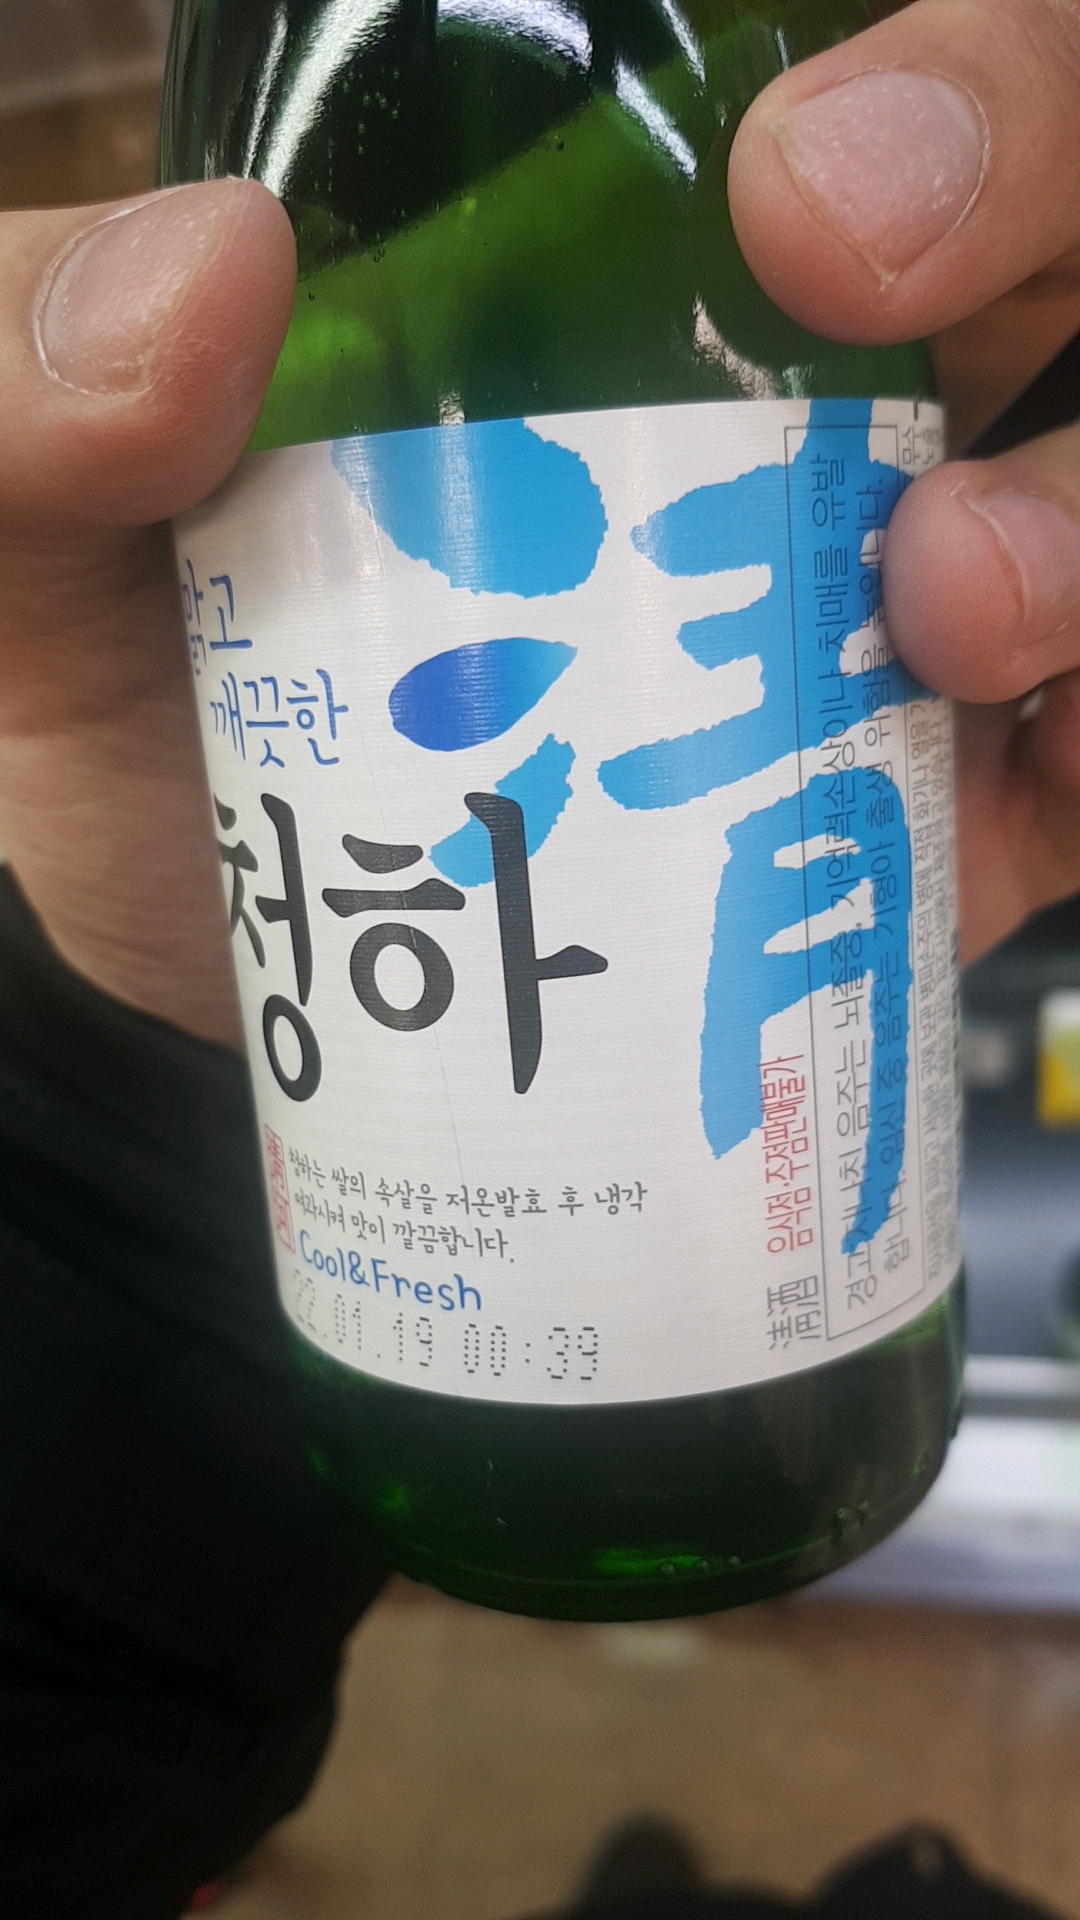 맑고
깨끗한
청하
淸
청하는 쌀의 속살을 저온발효 후 냉각
여과시켜 맛이 깔끔합니다.
Cool&Fresh
22.01.19 00:39
음식점·주점판매불가
淸酒
경고: 지나친 음주는 뇌졸중, 기억력손상이나 치매를 유발
합니다. 임신 중 음주는 기형아 출생 위험을 높입니다.